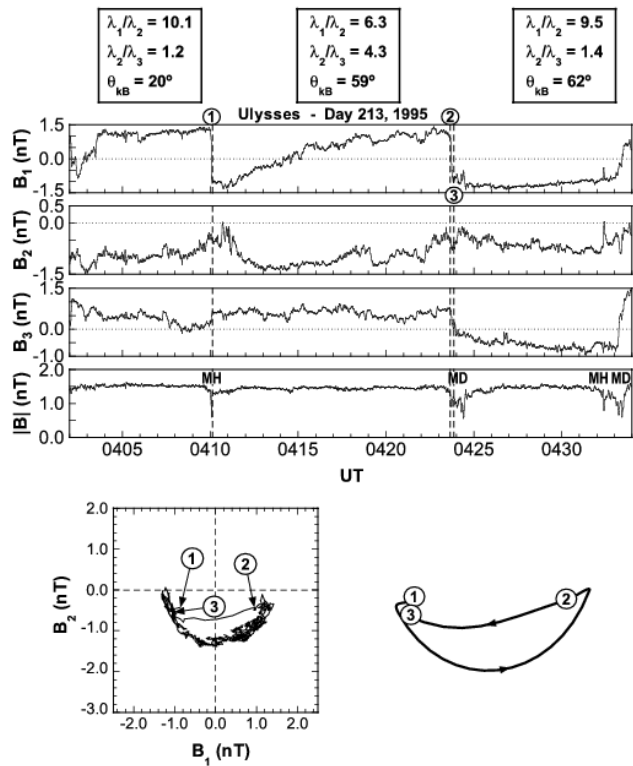 λ1/λ2 = 10.1
λ2/λ3 = 1.2
θkB = 20º
λ1/λ2 = 6.3
λ2/λ3 = 4.3
θkB = 59º
λ1/λ2 = 9.5
λ2/λ3 = 1.4
θkB = 62º
1 Ulysses - Day 213, 1995 2
1.5
0.0
-1.5
B1 (nT)
3
0.5
0.0
-1.5
B2 (nT)
1.5
0.0
-1.0
B3 (nT)
2.0
1.0
0.0
|B| (nT)
MH MD MH MD
0405 0410 0415 0420 0425 0430
UT
2.0
1.0
0.0
-1.0
-2.0
-3.0
B2 (nT)
1 2
3
-2.0 -1.0 0.0 1.0 2.0
B1 (nT)
1 2
3